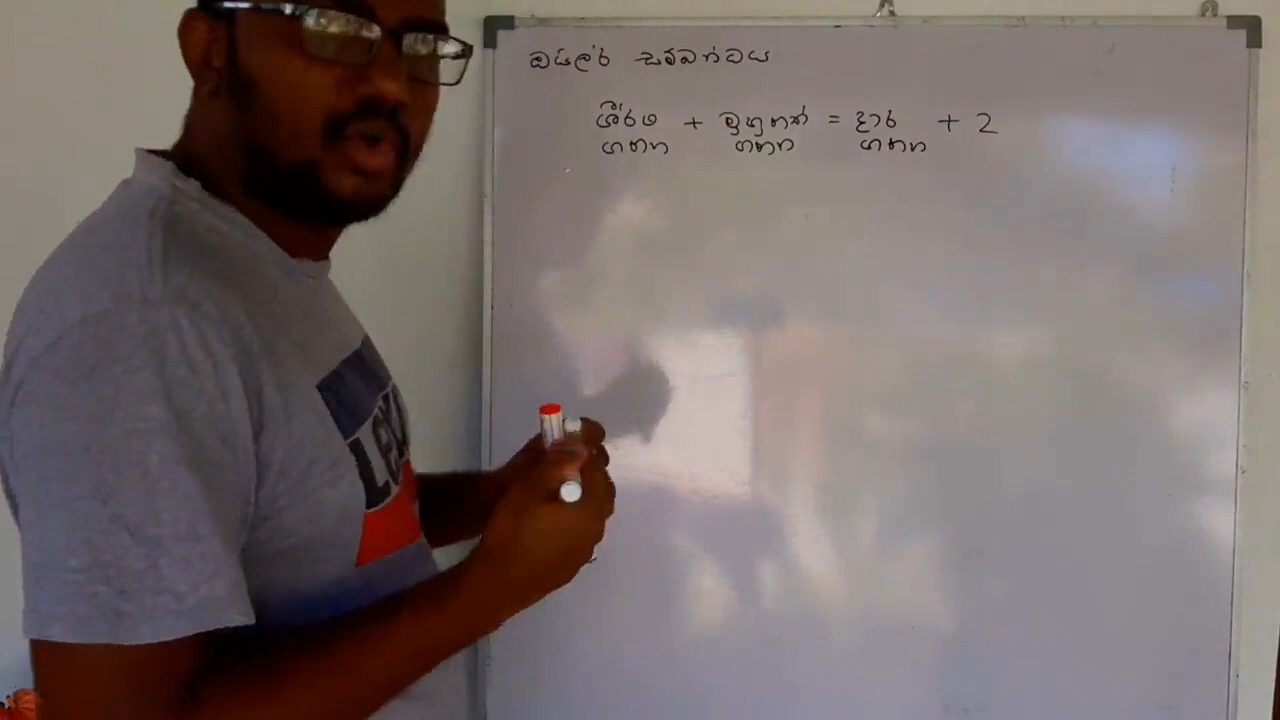 ඔයිලර් සම්බන්ධය
ශීර්ෂ + මුහුණත් = දාර + 2
ගණන ගණන ගණන